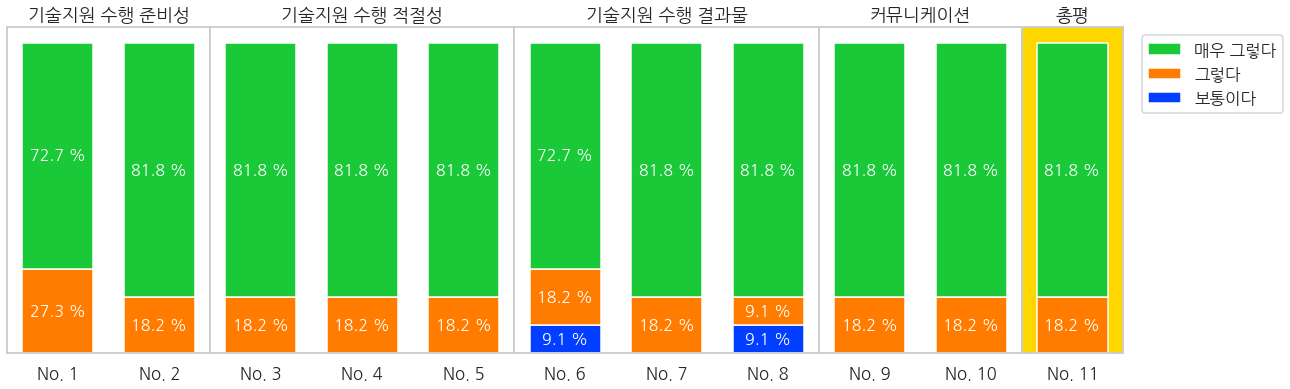 기술지원 수행 준비성 기술지원 수행 적절성 기술지원 수행 결과물 커뮤니케이션 총평
매우 그렇다
그렇다
보통이다
72.7 % 81.8 % 81.8 % 81.8 % 81.8 % 72.7 % 81.8 % 81.8 % 81.8 % 81.8 % 81.8 %
27.3 % 18.2 % 18.2 % 18.2 % 18.2 % 18.2 % 18.2 % 9.1 % 18.2 % 18.2 % 18.2 %
9.1 % 9.1 %
No. 1 No. 2 No. 3 No. 4 No. 5 No. 6 No. 7 No. 8 No. 9 No. 10 No. 11